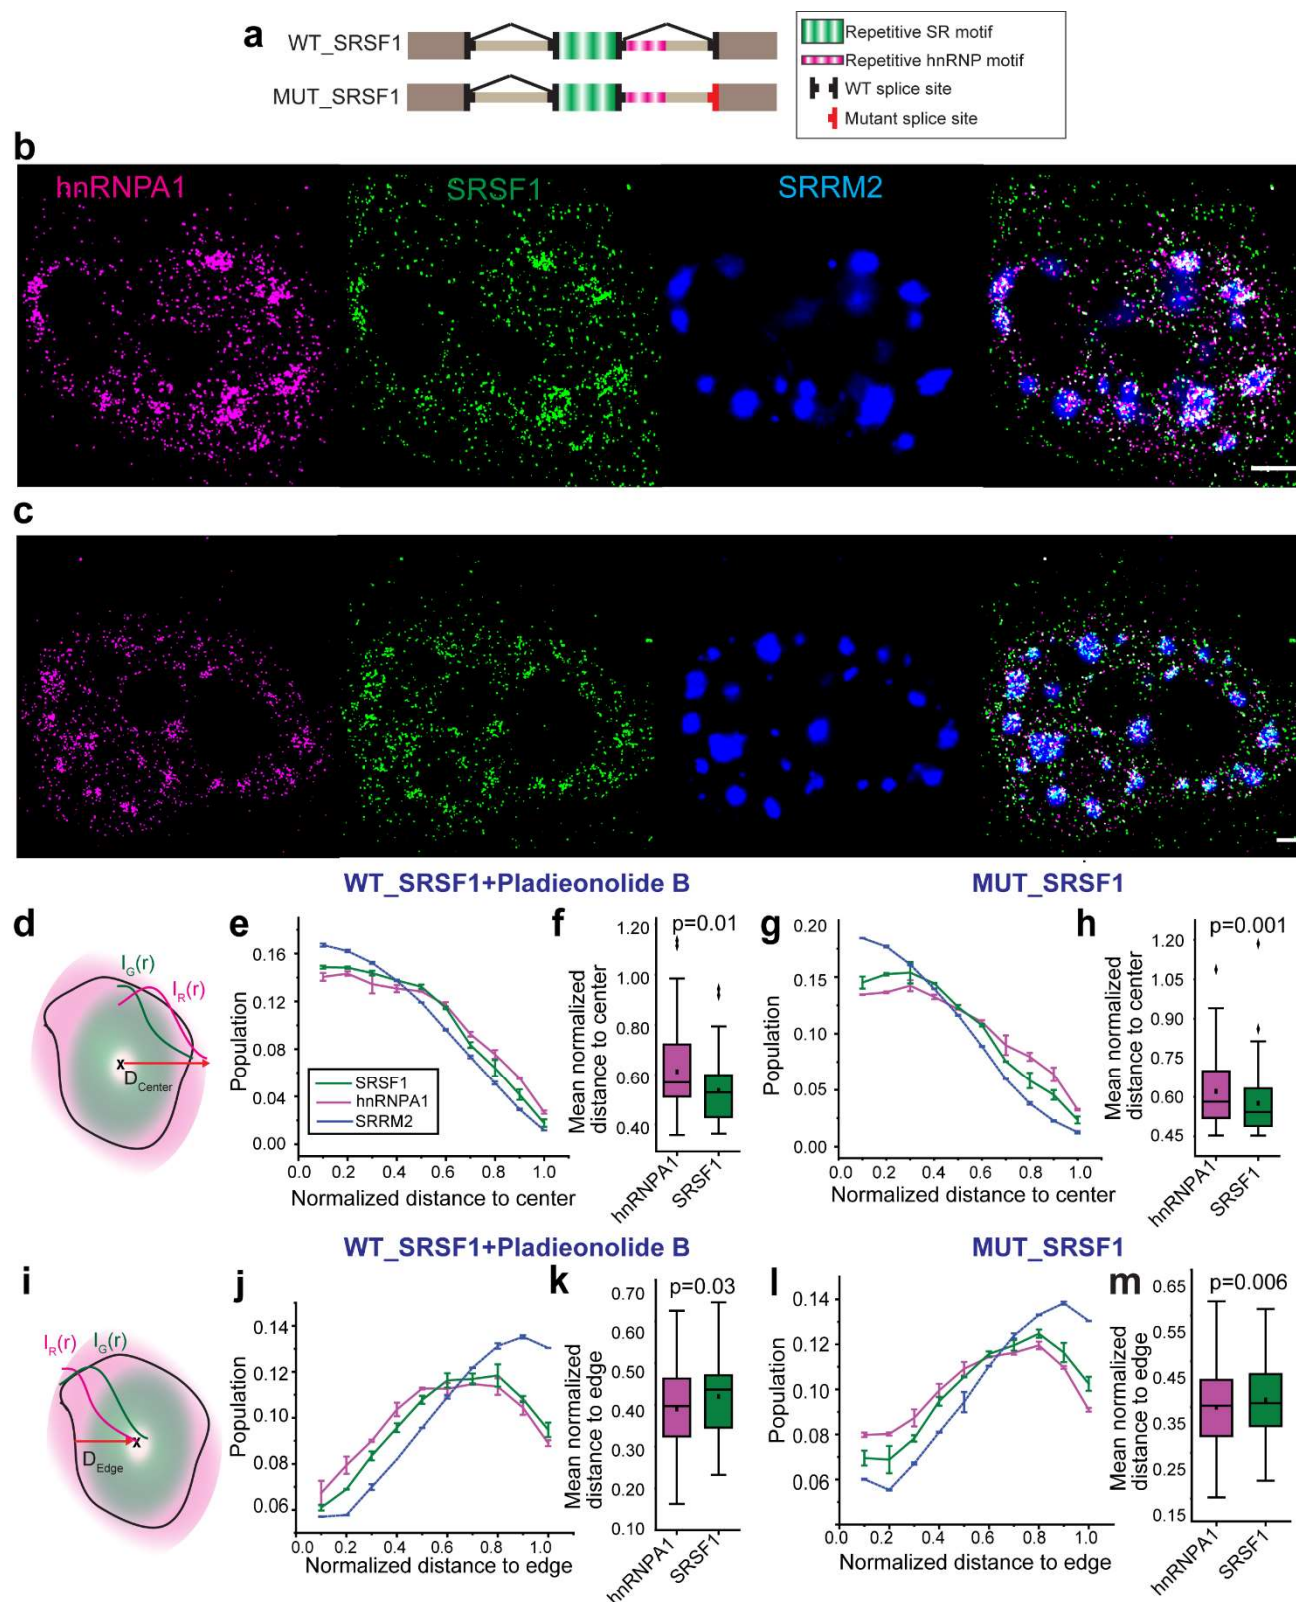 a
WT_SRSF1
MUT_SRSF1
Repetitive SR motif
Repetitive hnRNP motif
WT splice site
Mutant splice site
b
hnRNPA1
SRSF1
SRRM2
c
WT_SRSF1+Pladieonolide B
MUT_SRSF1
d
I_G(r)
I_R(r)
x
D_Center
e
Population
0.16
0.12
0.08
0.04
0.00
SRSF1
hnRNPA1
SRRM2
0.0 0.2 0.4 0.6 0.8 1.0
Normalized distance to center
f
p=0.01
Mean normalized
distance to center
1.20
1.00
0.80
0.60
0.40
hnRNPA1
SRSF1
g
Population
0.20
0.15
0.10
0.05
0.00
0.0 0.2 0.4 0.6 0.8 1.0
Normalized distance to center
h
p=0.001
Mean normalized
distance to center
1.20
0.90
0.75
0.60
0.45
hnRNPA1
SRSF1
WT_SRSF1+Pladieonolide B
MUT_SRSF1
i
I_R(r)
I_G(r)
x
D_Edge
j
Population
0.14
0.12
0.10
0.08
0.06
0.0 0.2 0.4 0.6 0.8 1.0
Normalized distance to edge
k
p=0.03
Mean normalized
distance to edge
0.70
0.60
0.50
0.40
0.30
0.20
0.10
hnRNPA1
SRSF1
l
Population
0.14
0.12
0.10
0.08
0.06
0.0 0.2 0.4 0.6 0.8 1.0
Normalized distance to edge
m
p=0.006
Mean normalized
distance to edge
0.65
0.55
0.45
0.35
0.25
0.15
hnRNPA1
SRSF1